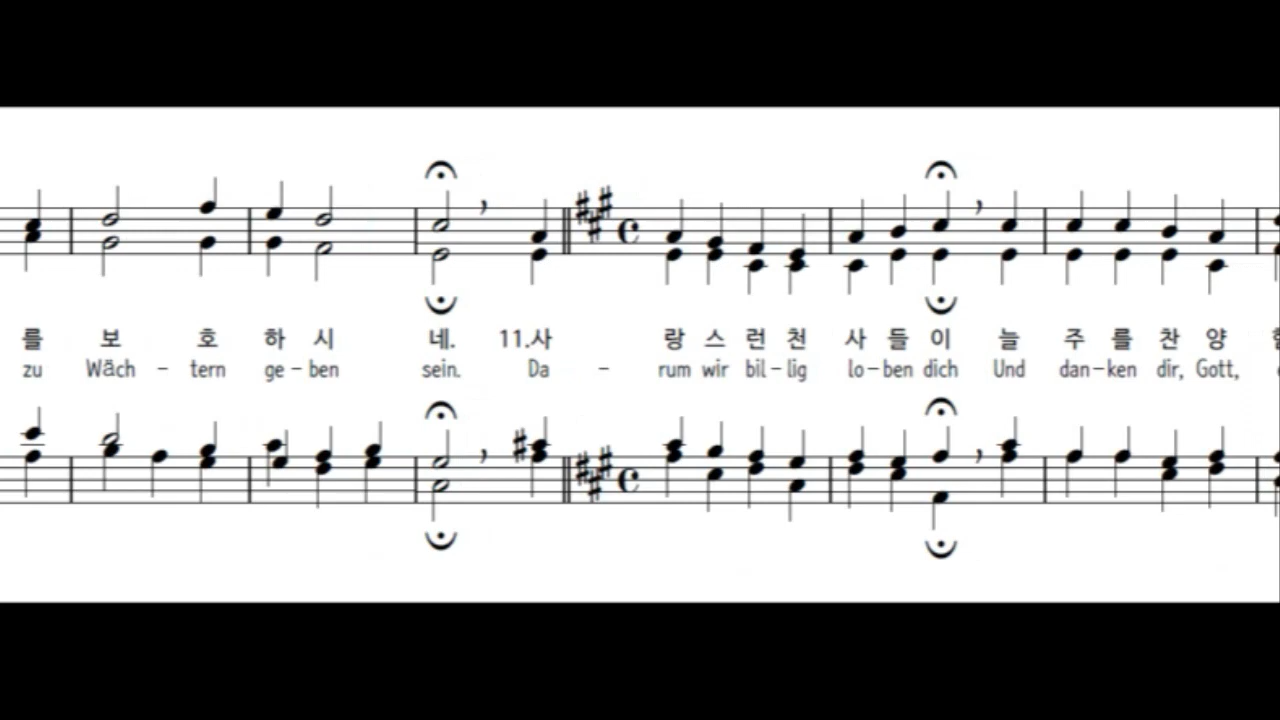 를 보 호 하 시 네. 11.사 랑 스 런 천 사 들 이 늘 주 를 찬 양
zu Wäch - tern ge-ben sein. Da - rum wir bil-lig lo-ben dich Und dan-ken dir, Gott,